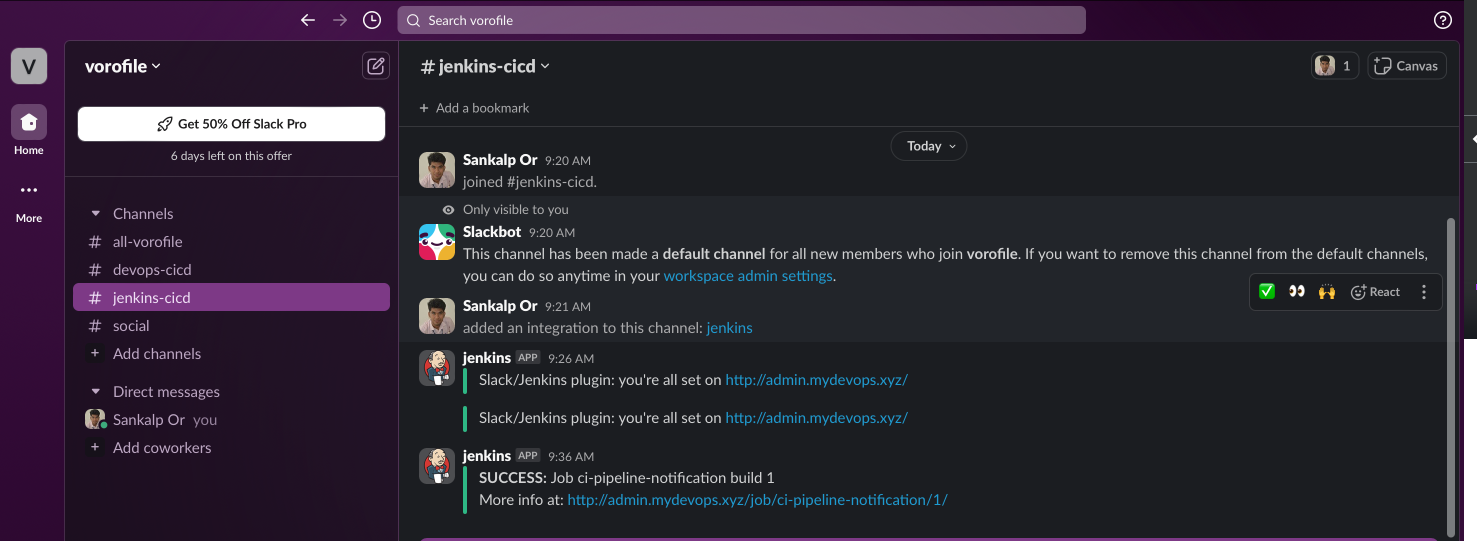 Search vorofile
V
vorofile
Get 50% Off Slack Pro
6 days left on this offer
Home
More
Channels
# all-vorofile
# devops-cicd
# jenkins-cicd
# social
+ Add channels
Direct messages
Sankalp Or you
+ Add coworkers
# jenkins-cicd
1
Canvas
+ Add a bookmark
Today
Sankalp Or 9:20 AM
joined #jenkins-cicd.
Only visible to you
Slackbot 9:20 AM
This channel has been made a default channel for all new members who join vorofile. If you want to remove this channel from the default channels,
you can do so anytime in your workspace admin settings.
React
Sankalp Or 9:21 AM
added an integration to this channel: jenkins
jenkins APP 9:26 AM
Slack/Jenkins plugin: you're all set on http://admin.mydevops.xyz/
Slack/Jenkins plugin: you're all set on http://admin.mydevops.xyz/
jenkins APP 9:36 AM
SUCCESS: Job ci-pipeline-notification build 1
More info at: http://admin.mydevops.xyz/job/ci-pipeline-notification/1/